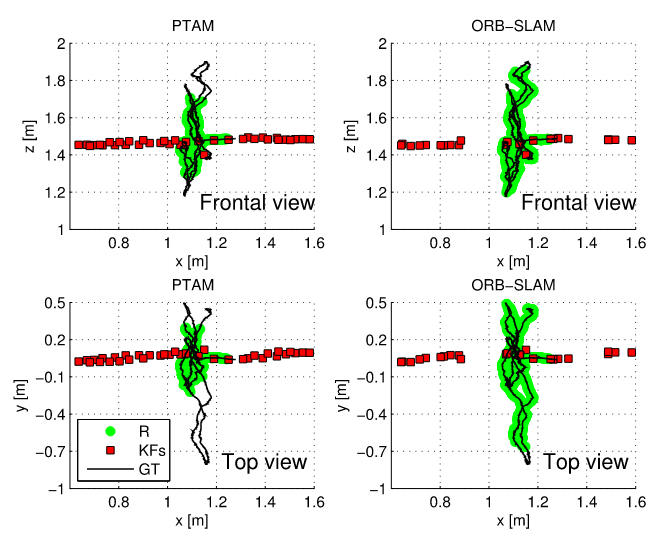 PTAM
2
1.8
1.6
1.4
1.2
1
z [m]
Frontal view
0.8 1 1.2 1.4 1.6
x [m]
ORB−SLAM
2
1.8
1.6
1.4
1.2
1
z [m]
Frontal view
0.8 1 1.2 1.4 1.6
x [m]
PTAM
0.5
0.2
−0.1
−0.4
−0.7
−1
y [m]
R
KFs
GT
Top view
0.8 1 1.2 1.4 1.6
x [m]
ORB−SLAM
0.5
0.2
−0.1
−0.4
−0.7
−1
y [m]
Top view
0.8 1 1.2 1.4 1.6
x [m]